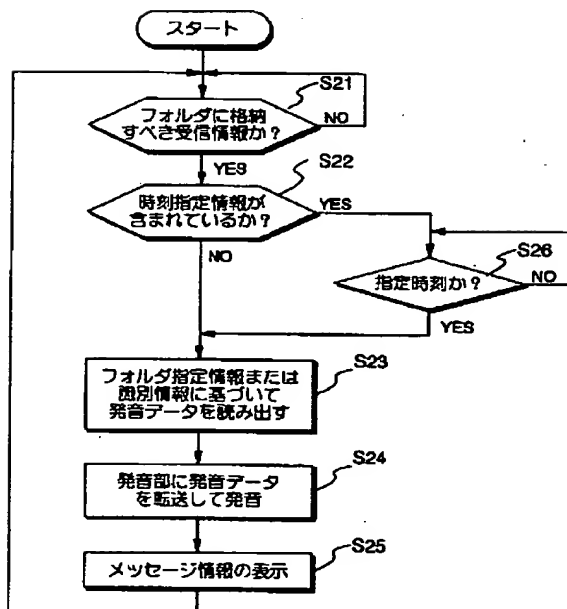 スタート
S21
フォルダに格納
すべき受信情報か?
NO
YES
S22
時刻指定情報が
含まれているか?
YES
NO
S26
指定時刻か?
NO
YES
S23
フォルダ指定情報または
識別情報に基づいて
発音データを読み出す
S24
発音部に発音データ
を転送して発音
S25
メッセージ情報の表示